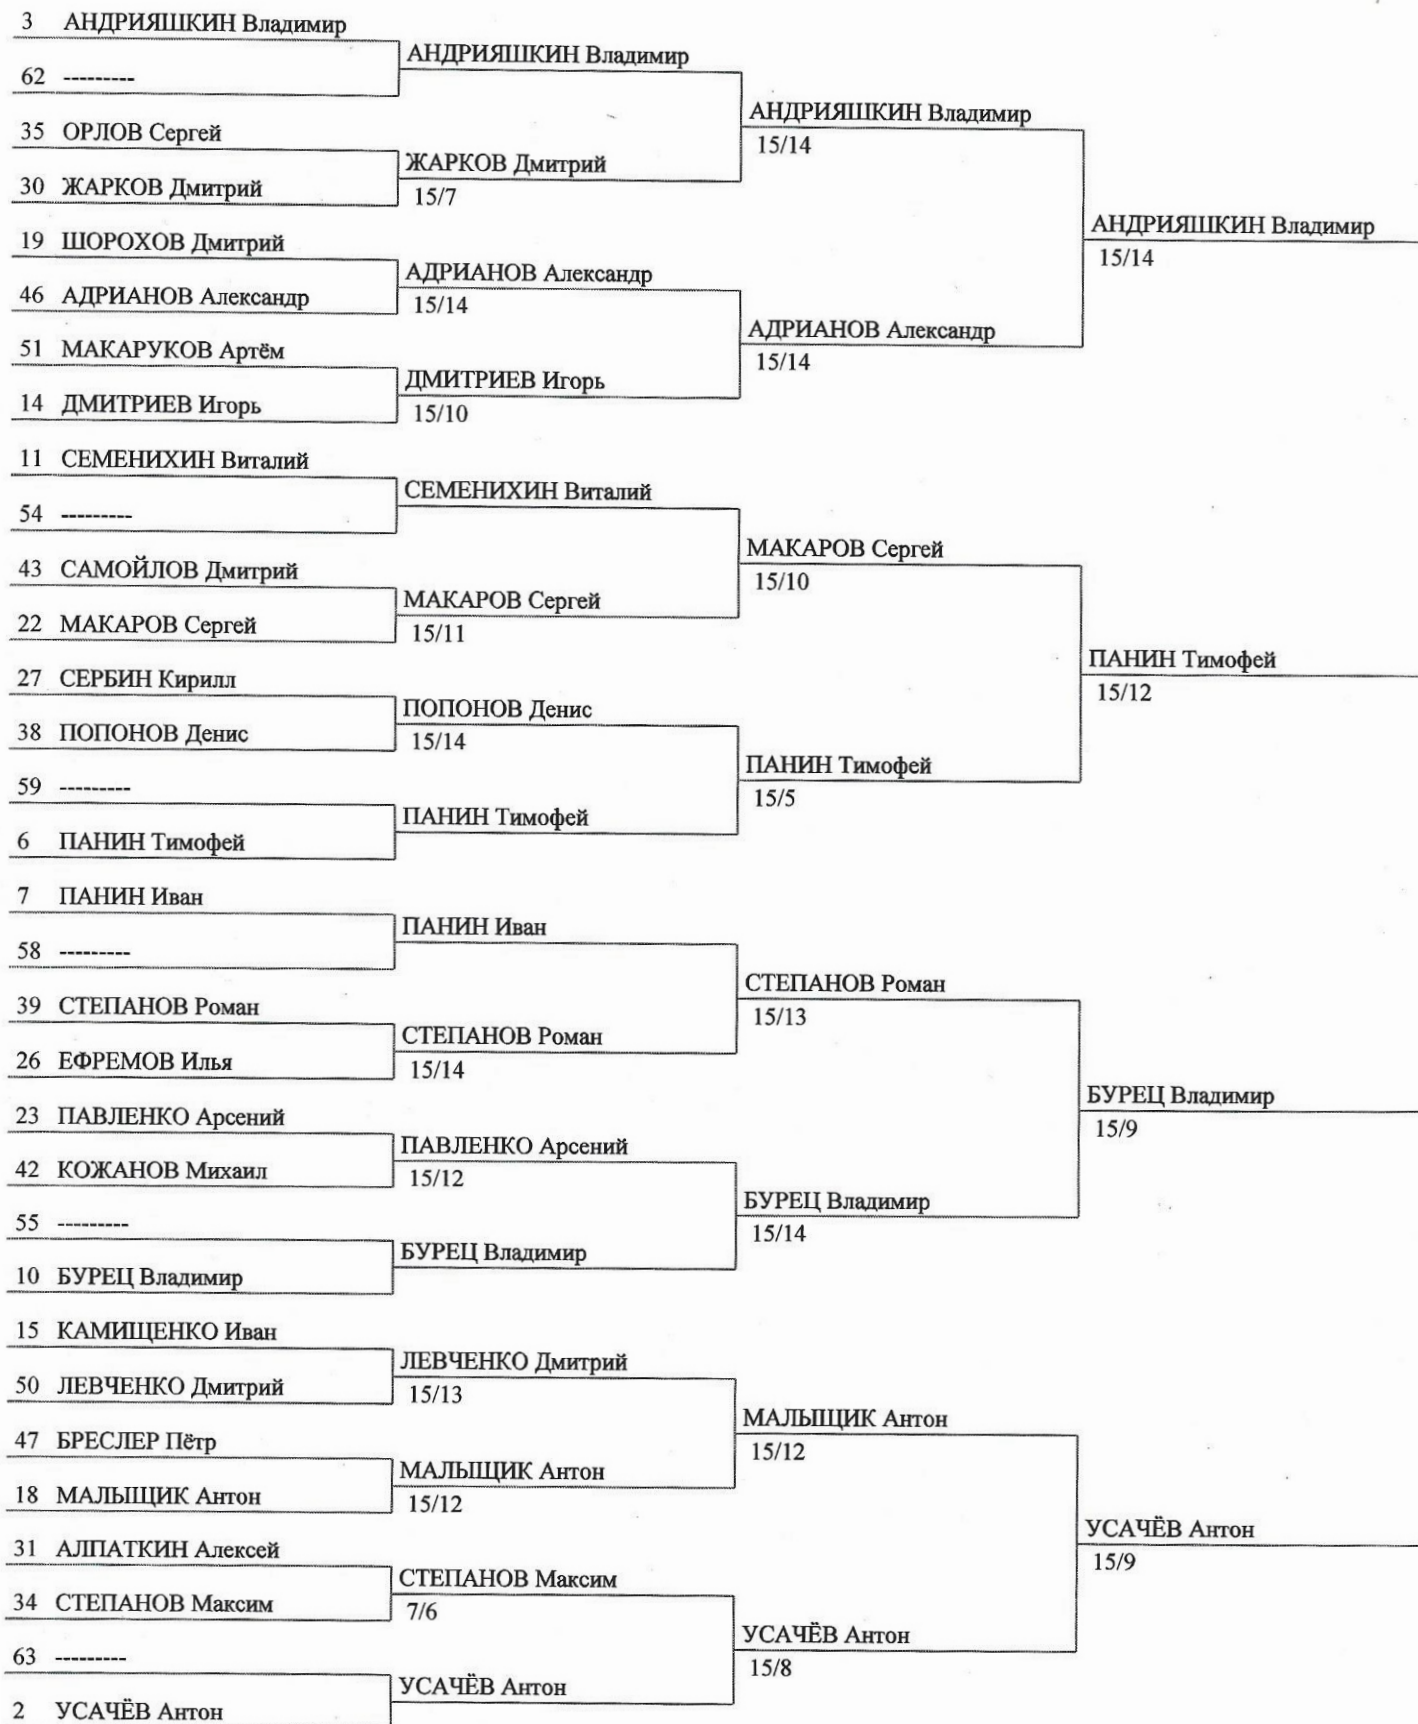 3 АНДРИЯШКИН Владимир
62 ---------
35 ОРЛОВ Сергей
30 ЖАРКОВ Дмитрий
19 ШОРОХОВ Дмитрий
46 АДРИАНОВ Александр
51 МАКАРУКОВ Артём
14 ДМИТРИЕВ Игорь
11 СЕМЕНИХИН Виталий
54 ---------
43 САМОЙЛОВ Дмитрий
22 МАКАРОВ Сергей
27 СЕРБИН Кирилл
38 ПОПОНОВ Денис
59 ---------
6 ПАНИН Тимофей
7 ПАНИН Иван
58 ---------
39 СТЕПАНОВ Роман
26 ЕФРЕМОВ Илья
23 ПАВЛЕНКО Арсений
42 КОЖАНОВ Михаил
55 ---------
10 БУРЕЦ Владимир
15 КАМИЩЕНКО Иван
50 ЛЕВЧЕНКО Дмитрий
47 БРЕСЛЕР Пётр
18 МАЛЫЩИК Антон
31 АЛПАТКИН Алексей
34 СТЕПАНОВ Максим
63 ---------
2 УСАЧЁВ Антон
АНДРИЯШКИН Владимир
ЖАРКОВ Дмитрий
15/7
АДРИАНОВ Александр
15/14
ДМИТРИЕВ Игорь
15/10
СЕМЕНИХИН Виталий
МАКАРОВ Сергей
15/11
ПОПОНОВ Денис
15/14
ПАНИН Тимофей
ПАНИН Иван
СТЕПАНОВ Роман
15/14
ПАВЛЕНКО Арсений
15/12
БУРЕЦ Владимир
ЛЕВЧЕНКО Дмитрий
15/13
МАЛЫЩИК Антон
15/12
СТЕПАНОВ Максим
7/6
УСАЧЁВ Антон
АНДРИЯШКИН Владимир
15/14
АДРИАНОВ Александр
15/14
МАКАРОВ Сергей
15/10
ПАНИН Тимофей
15/5
СТЕПАНОВ Роман
15/13
БУРЕЦ Владимир
15/14
МАЛЫЩИК Антон
15/12
УСАЧЁВ Антон
15/8
АНДРИЯШКИН Владимир
15/14
ПАНИН Тимофей
15/12
БУРЕЦ Владимир
15/9
УСАЧЁВ Антон
15/9